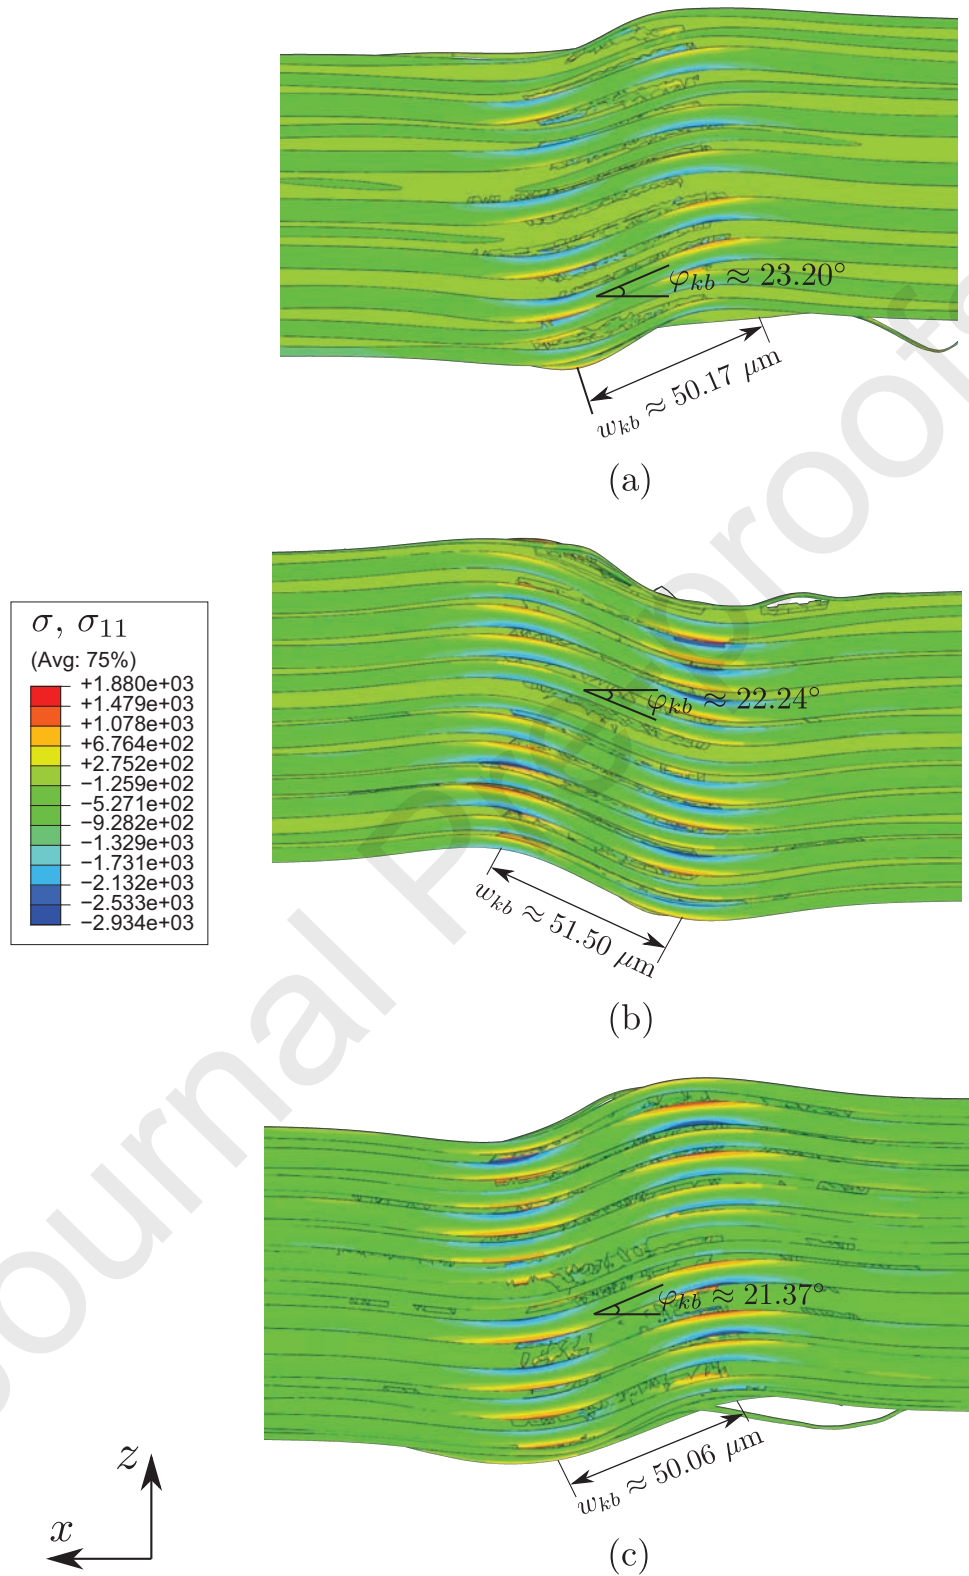 φkb ≈ 23.20°
wkb ≈ 50.17 μm
(a)
σ, σ11
(Avg: 75%)
+1.880e+03
+1.479e+03
+1.078e+03
+6.764e+02
+2.752e+02
−1.259e+02
−5.271e+02
−9.282e+02
−1.329e+03
−1.731e+03
−2.132e+03
−2.533e+03
−2.934e+03
φkb ≈ 22.24°
wkb ≈ 51.50 μm
(b)
φkb ≈ 21.37°
wkb ≈ 50.06 μm
(c)
z
x
Journal Pre-proofs